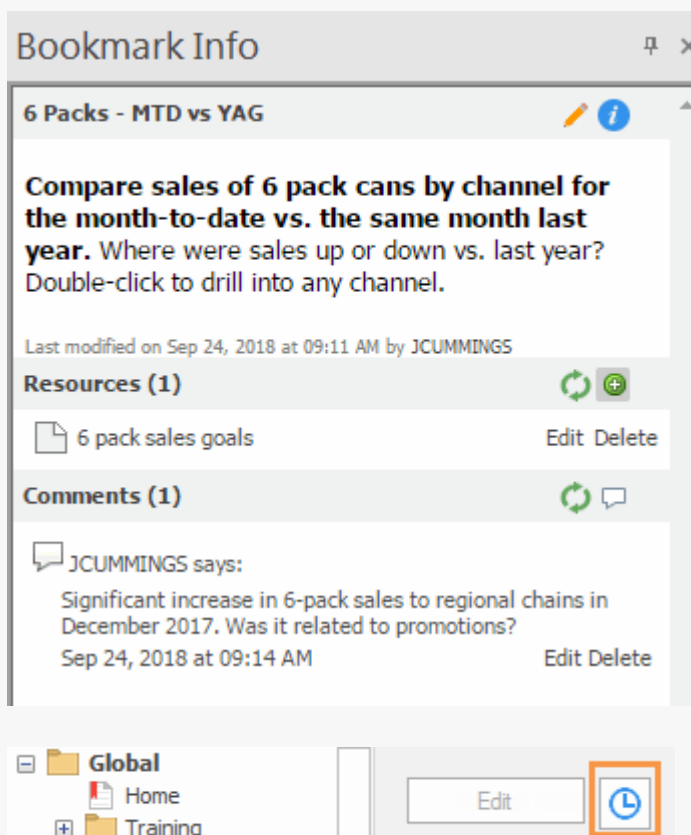 Bookmark Info
6 Packs - MTD vs YAG
Compare sales of 6 pack cans by channel for
the month-to-date vs. the same month last
year. Where were sales up or down vs. last year?
Double-click to drill into any channel.
Last modified on Sep 24, 2018 at 09:11 AM by JCUMMINGS
Resources (1)
6 pack sales goals Edit Delete
Comments (1)
JCUMMINGS says:
Significant increase in 6-pack sales to regional chains in
December 2017. Was it related to promotions?
Sep 24, 2018 at 09:14 AM Edit Delete
Global
Home
Edit
Training